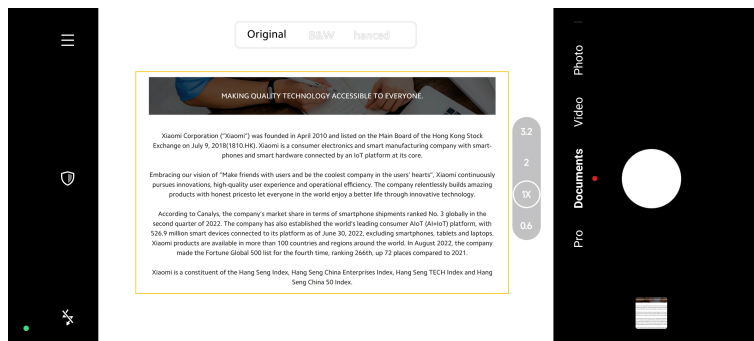 Original B&W hanced
MAKING QUALITY TECHNOLOGY ACCESSIBLE TO EVERYONE.
Xiaomi Corporation ("Xiaomi") was founded in April 2010 and listed on the Main Board of the Hong Kong Stock
Exchange on July 9, 2018(1810.HK). Xiaomi is a consumer electronics and smart manufacturing company with smart-
phones and smart hardware connected by an IoT platform at its core.
Embracing our vision of "Make friends with users and be the coolest company in the users' hearts", Xiaomi continuously
pursues innovations, high-quality user experience and operational efficiency. The company relentlessly builds amazing
products with honest pricesto let everyone in the world enjoy a better life through innovative technology.
According to Canalys, the company's market share in terms of smartphone shipments ranked No. 3 globally in the
second quarter of 2022. The company has also established the world's leading consumer AIoT (AI+IoT) platform, with
526.9 million smart devices connected to its platform as of June 30, 2022, excluding smartphones, tablets and laptops.
Xiaomi products are available in more than 100 countries and regions around the world. In August 2022, the company
made the Fortune Global 500 list for the fourth time, ranking 266th, up 72 places compared to 2021.
Xiaomi is a constituent of the Hang Seng Index, Hang Seng China Enterprises Index, Hang Seng TECH Index and Hang
Seng China 50 Index.
3.2
2
1X
0.6
Photo
Video
Documents
Pro